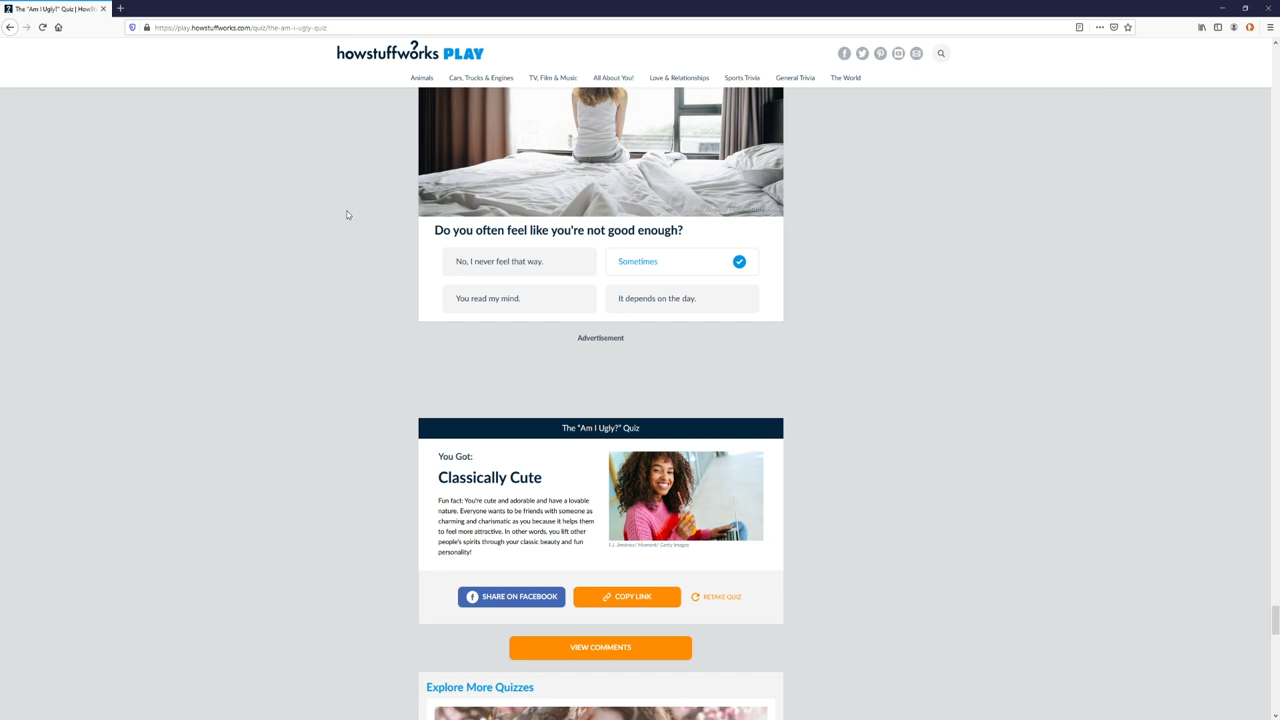 The "Am I Ugly?" Quiz | HowSt
https://play.howstuffworks.com/quiz/the-am-i-ugly-quiz
howstuffworks PLAY
Animals Cars, Trucks & Engines TV, Film & Music All About You! Love & Relationships Sports Trivia General Trivia The World
Do you often feel like you're not good enough?
No, I never feel that way. Sometimes
You read my mind. It depends on the day.
Advertisement
The "Am I Ugly?" Quiz
You Got:
Classically Cute
Fun fact: You're cute and adorable and have a lovable
nature. Everyone wants to be friends with someone as
charming and charismatic as you because it helps them
to feel more attractive. In other words, you lift other
people's spirits through your classic beauty and fun
personality!
F.J. Jimenez/ Moment/ Getty Images
SHARE ON FACEBOOK COPY LINK RETAKE QUIZ
VIEW COMMENTS
Explore More Quizzes